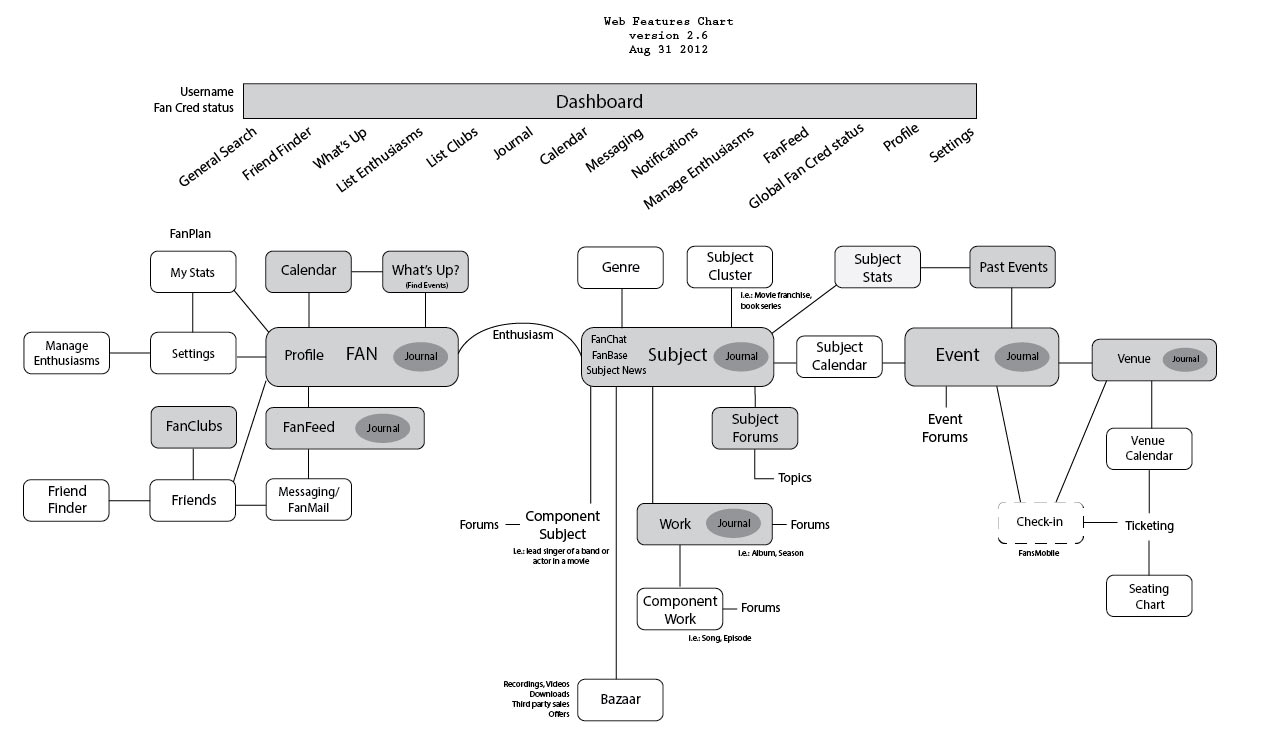 Web Features Chart
version 2.6
Aug 31 2012
Username
Fan Cred status
Dashboard
General Search
Friend Finder
What's Up
List Enthusiasms
List Clubs
Journal
Calendar
Messaging
Notifications
Manage Enthusiasms
FanFeed
Global Fan Cred status
Profile
Settings
FanPlan
My Stats
Calendar
What's Up?
(Find Events)
Genre
Subject
Cluster
i.e.: Movie franchise,
book series
Subject
Stats
Past Events
Manage
Enthusiasms
Settings
Profile
FAN
Journal
Enthusiasm
FanChat
FanBase
Subject News
Subject
Journal
Subject
Calendar
Event
Journal
Venue
Journal
FanClubs
FanFeed
Journal
Subject
Forums
Event
Forums
Venue
Calendar
Topics
Friend
Finder
Friends
Messaging/
FanMail
Forums
Component
Subject
i.e.: lead singer of a band or
actor in a movie
Work
Journal
Forums
i.e.: Album, Season
Check-in
FansMobile
Ticketing
Component
Work
Forums
i.e.: Song, Episode
Seating
Chart
Recordings, Videos
Downloads
Third party sales
Offers
Bazaar